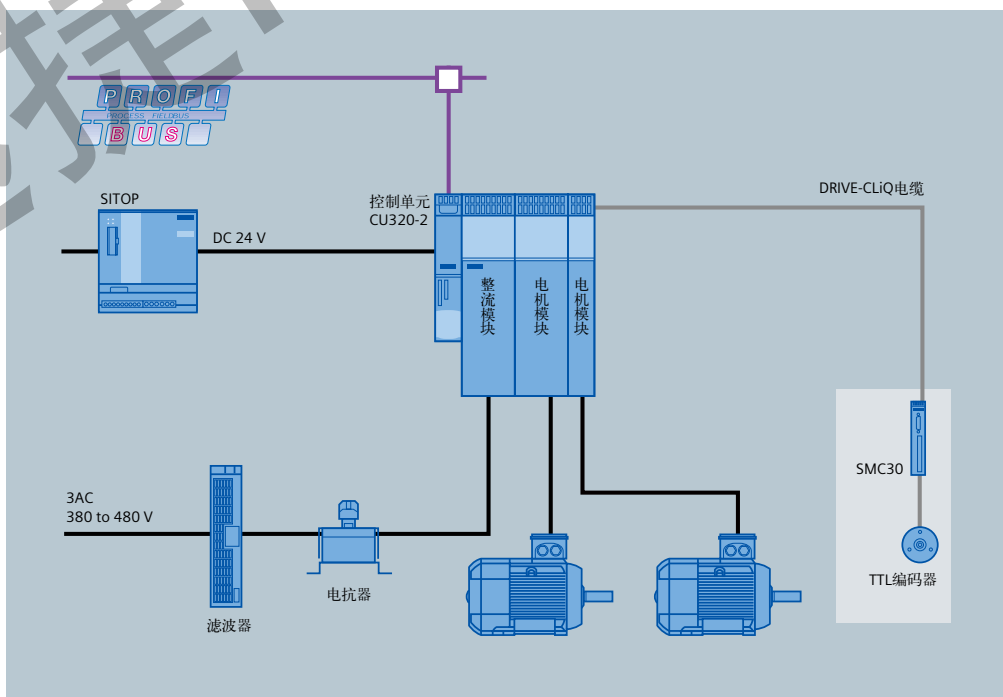 捷
PROFI
PROCESS FIELDBUS
BUS
SITOP
DC 24 V
控制单元
CU320-2
DRIVE-CLiQ电缆
整流模块
电机模块
电机模块
SMC30
TTL编码器
3AC
380 to 480 V
滤波器
电抗器